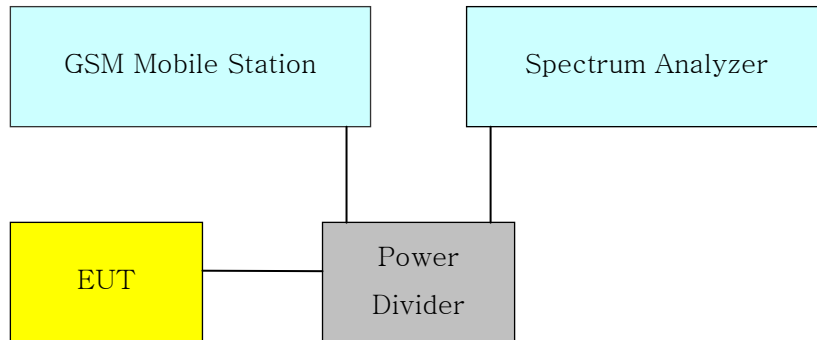 GSM Mobile Station
Spectrum Analyzer
EUT
Power
Divider